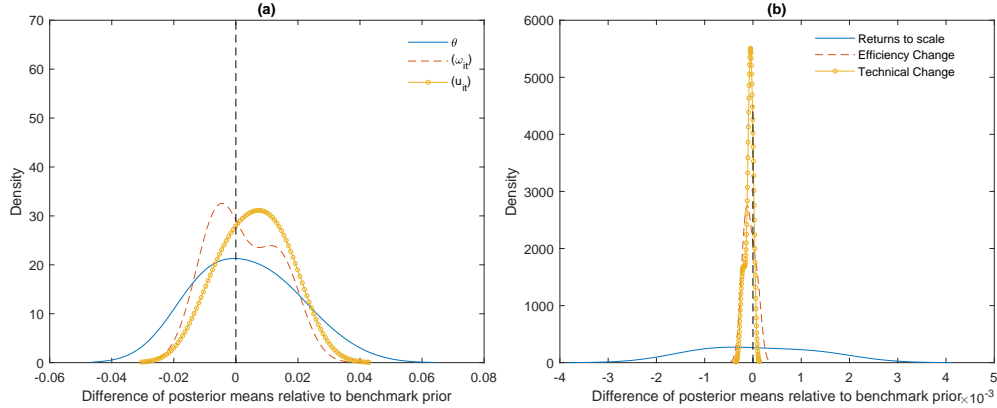 (a)
70
60
50
40
30
20
10
0
Density
-0.06
-0.04
-0.02
0
0.02
0.04
0.06
0.08
Difference of posterior means relative to benchmark prior
θ
(ω_it)
(u_it)
(b)
6000
5000
4000
3000
2000
1000
0
Density
-4
-3
-2
-1
0
1
2
3
4
5
Difference of posterior means relative to benchmark prior
×10^-3
Returns to scale
Efficiency Change
Technical Change